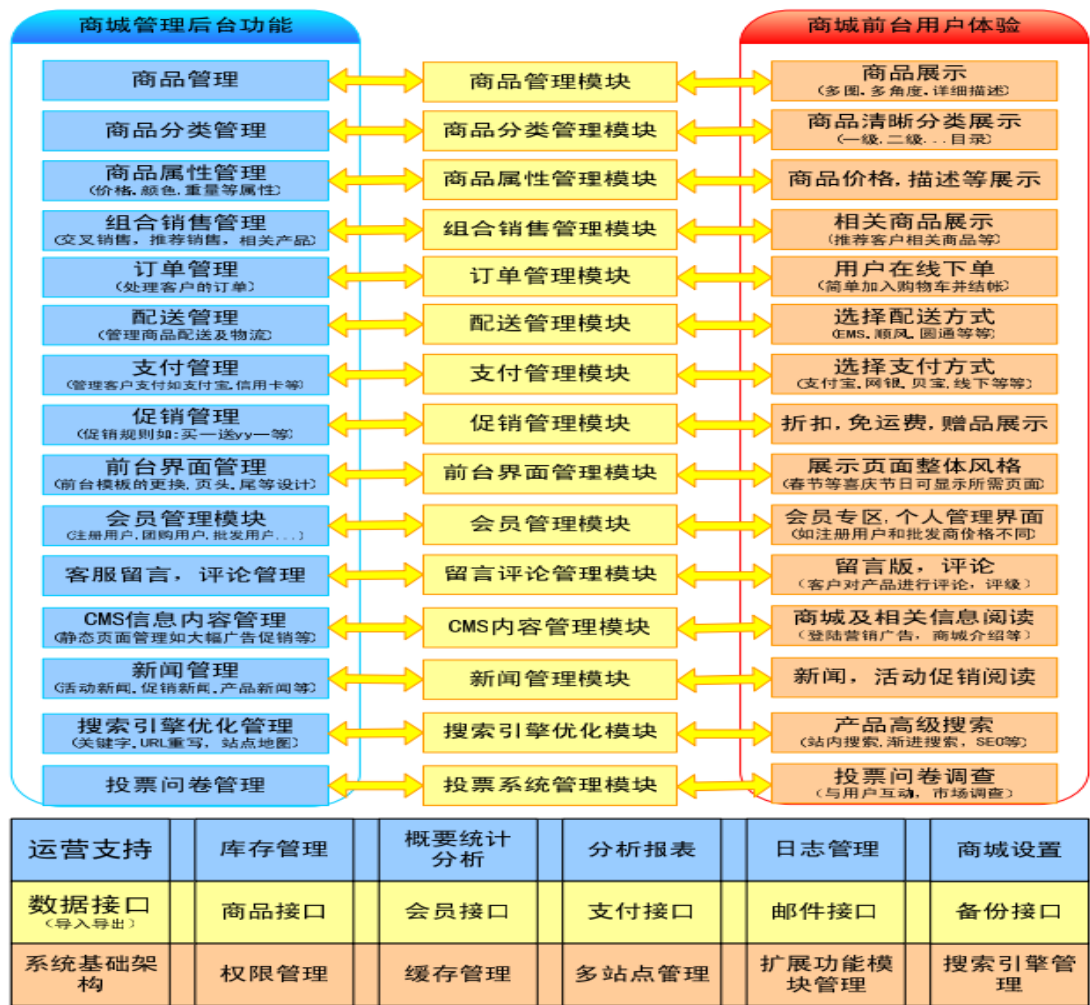 商城管理后台功能
商城前台用户体验
商品管理
商品管理模块
商品展示
(多图.多角度.详细描述)
商品分类管理
商品分类管理模块
商品清晰分类展示
(一级.二级...目录)
商品属性管理
(价格.颜色.重量等属性)
商品属性管理模块
商品价格,描述等展示
组合销售管理
(交叉销售，推荐销售，相关产品)
组合销售管理模块
相关商品展示
(推荐客户相关商品等)
订单管理
(处理客户的订单)
订单管理模块
用户在线下单
(简单加入购物车并结帐)
配送管理
(管理商品配送及物流)
配送管理模块
选择配送方式
(EMS.顺风.圆通等等)
支付管理
(管理客户支付如支付宝.信用卡等)
支付管理模块
选择支付方式
(支付宝.网银.贝宝.线下等等)
促销管理
(促销规则如:买一送yy一等)
促销管理模块
折扣,免运费,赠品展示
前台界面管理
(前台模板的更换.页头.尾等设计)
前台界面管理模块
展示页面整体风格
(春节等喜庆节日可显示所需页面)
会员管理模块
(注册用户.团购用户.批发用户...)
会员管理模块
会员专区,个人管理界面
(如注册用户和批发商价格不同)
客服留言，评论管理
留言评论管理模块
留言版，评论
(客户对产品进行评论，评级)
CMS信息内容管理
(静态页面管理如大幅广告促销等)
CMS内容管理模块
商城及相关信息阅读
(登陆营销广告，商城介绍等)
新闻管理
(活动新闻.促销新闻.产品新闻等)
新闻管理模块
新闻，活动促销阅读
搜索引擎优化管理
(关键字.URL重写，站点地图)
搜索引擎优化模块
产品高级搜索
(站内搜索.渐进搜索，SEO等)
投票问卷管理
投票系统管理模块
投票问卷调查
(与用户互动，市场调查)
运营支持
库存管理
概要统计
分析
分析报表
日志管理
商城设置
数据接口
(导入导出)
商品接口
会员接口
支付接口
邮件接口
备份接口
系统基础架
构
权限管理
缓存管理
多站点管理
扩展功能模
块管理
搜索引擎管
理